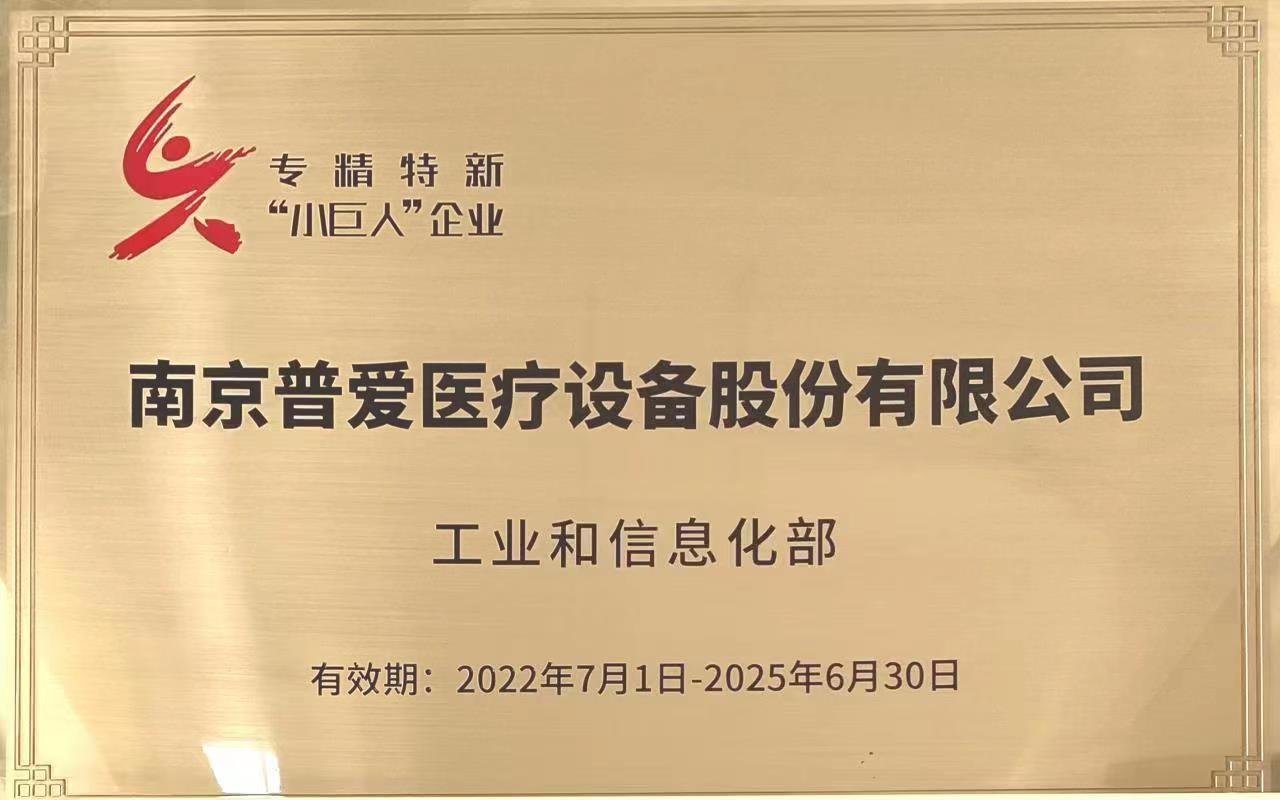 专精特新
“小巨人”企业
南京普爱医疗设备股份有限公司
工业和信息化部
有效期：2022年7月1日-2025年6月30日